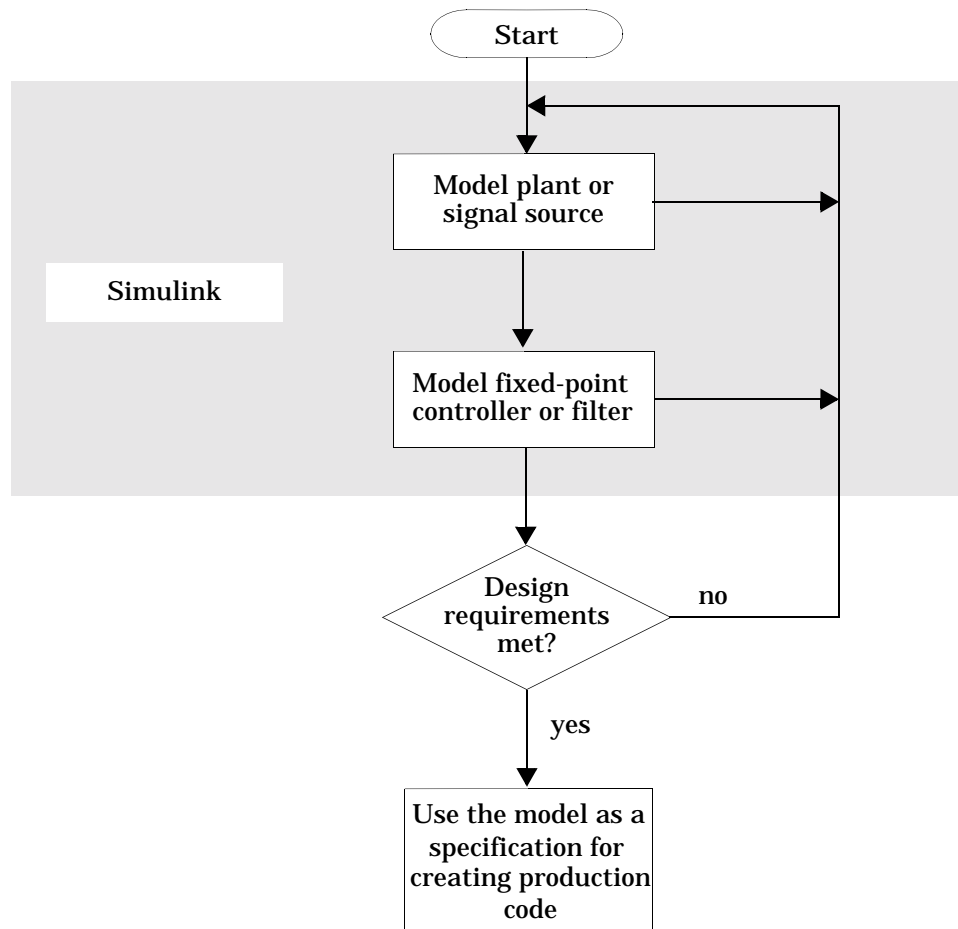 Start
Model plant or
signal source
Simulink
Model fixed-point
controller or filter
Design
requirements
met?
no
yes
Use the model as a
specification for
creating production
code